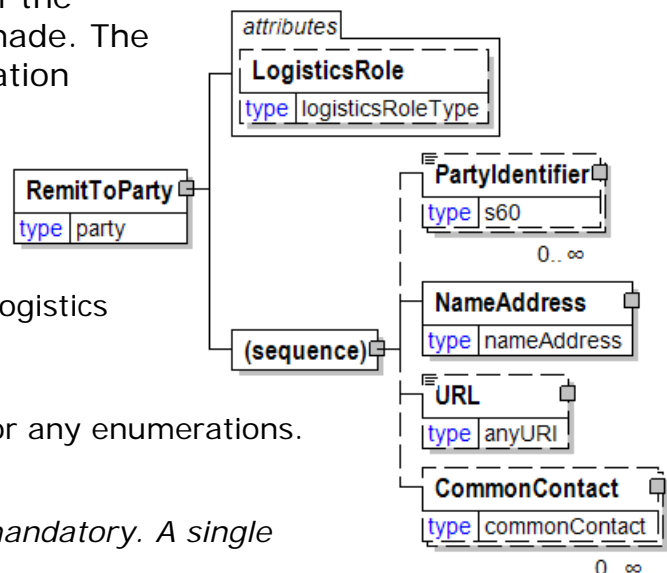 the
made. The
ation
ogistics
or any enumerations.
mandatory. A single
attributes
LogisticsRole
type logisticsRoleType
RemitToParty
type party
(sequence)
PartyIdentifier
type s60
0.. ∞
NameAddress
type nameAddress
URL
type anyURI
CommonContact
type commonContact
0.. ∞